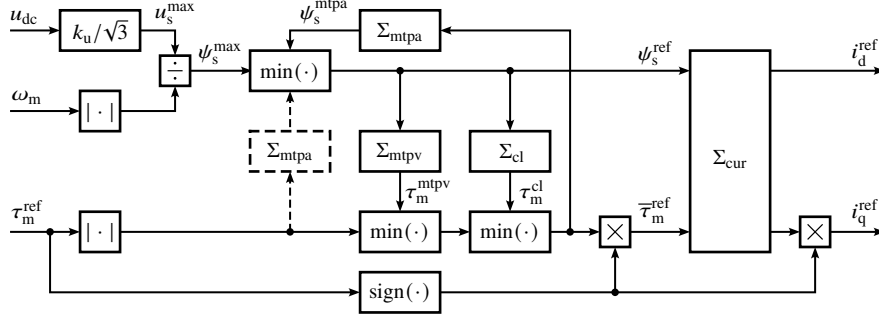 u_dc
k_u/√3
u_s^max
÷
ω_m
| · |
ψ_s^max
ψ_s^mtpa
min(·)
Σ_mtpa
Σ_mtpa
Σ_mtpv
Σ_cl
τ_m^mtpv
τ_m^cl
τ_m^ref
| · |
min(·)
min(·)
×
sign(·)
ψ_s^ref
τ̅_m^ref
Σ_cur
×
i_d^ref
i_q^ref